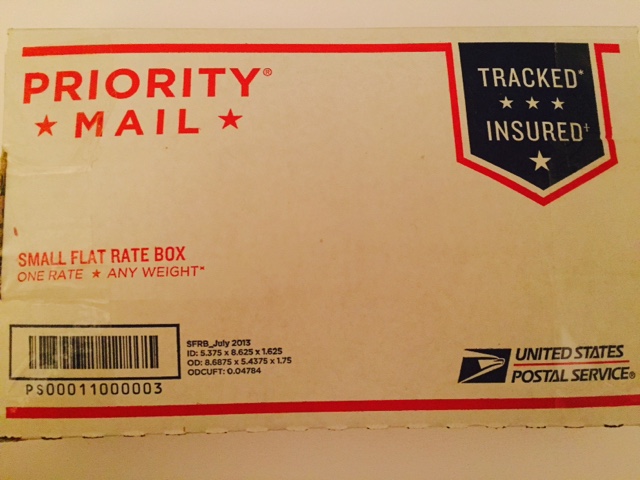 PRIORITY®
★ MAIL ★
TRACKED*
★ ★ ★
INSURED‡
★
SMALL FLAT RATE BOX
ONE RATE ★ ANY WEIGHT*
SFRB_July 2013
ID: 5.375 x 8.625 x 1.625
OD: 8.6875 x 5.4375 x 1.75
ODCUFT: 0.04784
PS00011000003
UNITED STATES
POSTAL SERVICE®